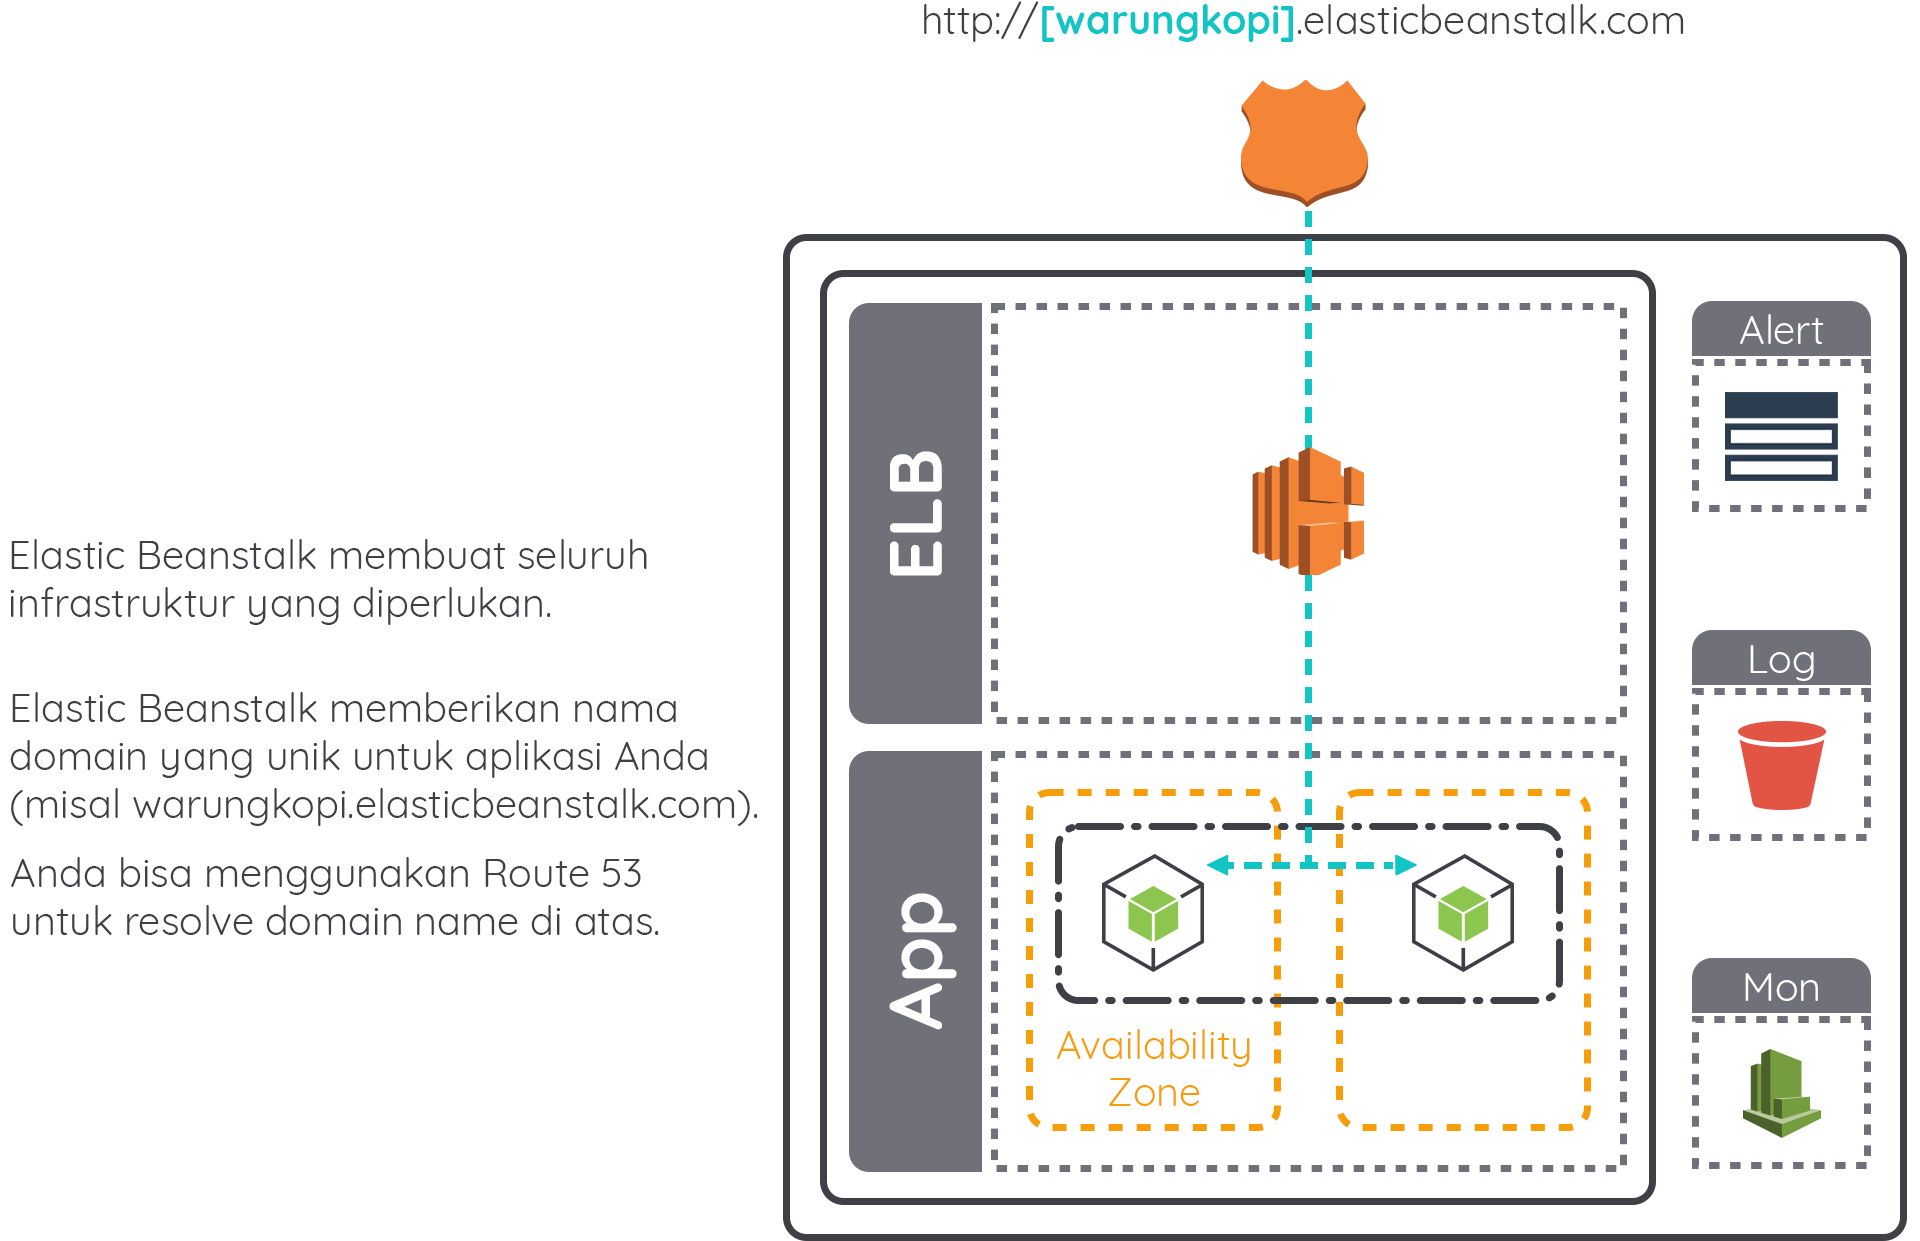 http://[warungkopi].elasticbeanstalk.com
Elastic Beanstalk membuat seluruh
infrastruktur yang diperlukan.
Elastic Beanstalk memberikan nama
domain yang unik untuk aplikasi Anda
(misal warungkopi.elasticbeanstalk.com).
Anda bisa menggunakan Route 53
untuk resolve domain name di atas.
ELB
App
Availability
Zone
Alert
Log
Mon